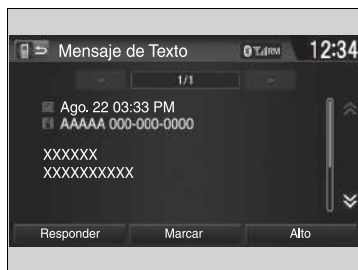 Mensaje de Texto
12:34
1/1
Ago. 22 03:33 PM
AAAAA 000-000-0000
XXXXXX
XXXXXXXXXX
Responder
Marcar
Alto